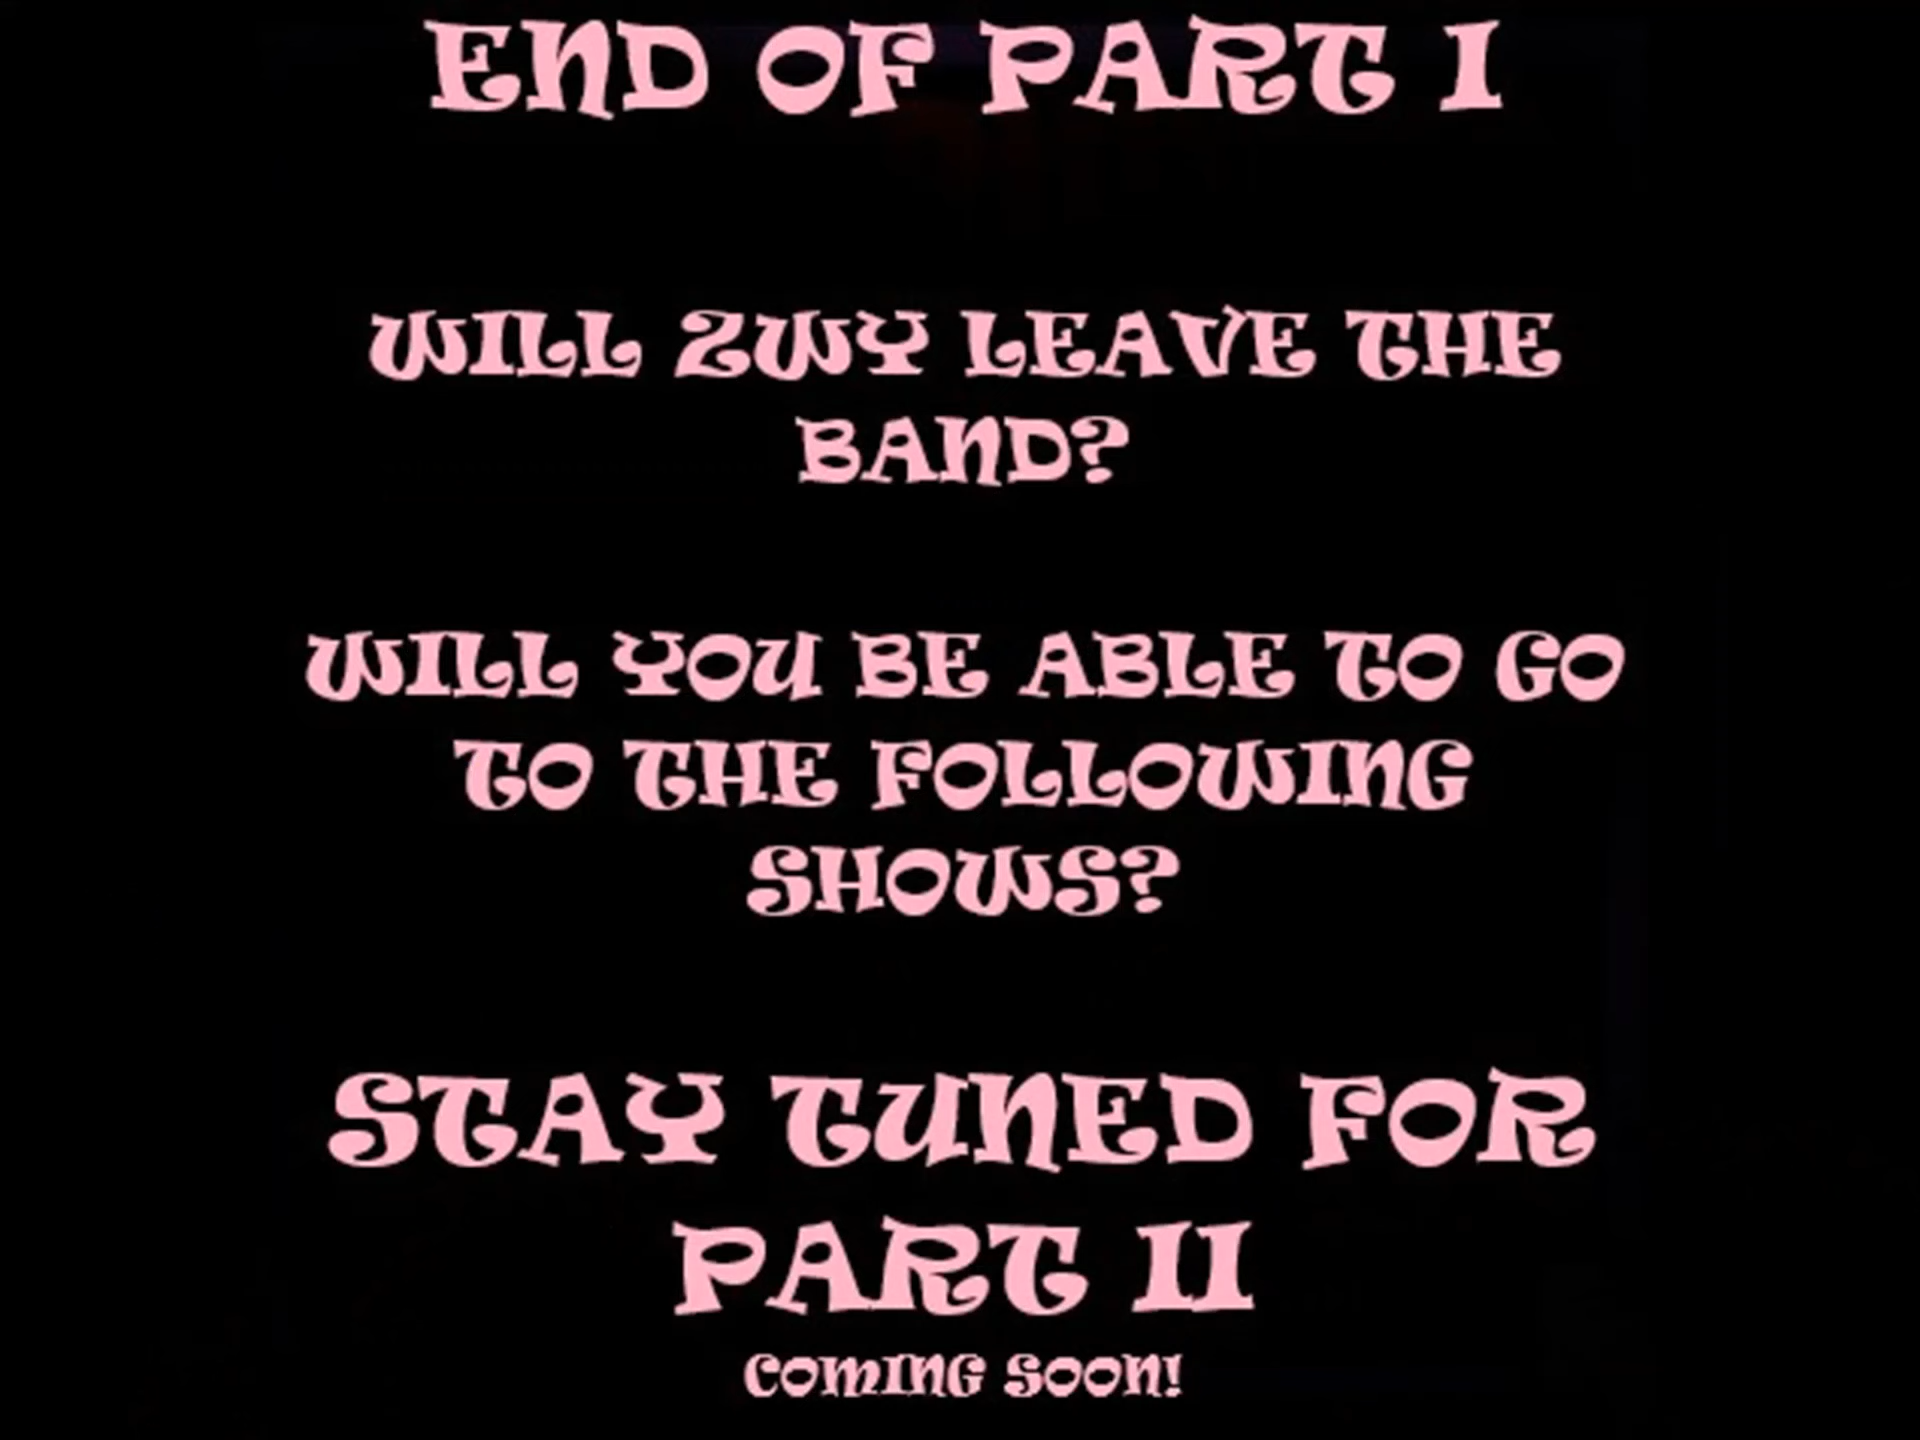 END OF PART I
WILL ZWY LEAVE THE
BAND?
WILL YOU BE ABLE TO GO
TO THE FOLLOWING
SHOWS?
STAY TUNED FOR
PART II
COMING SOON!